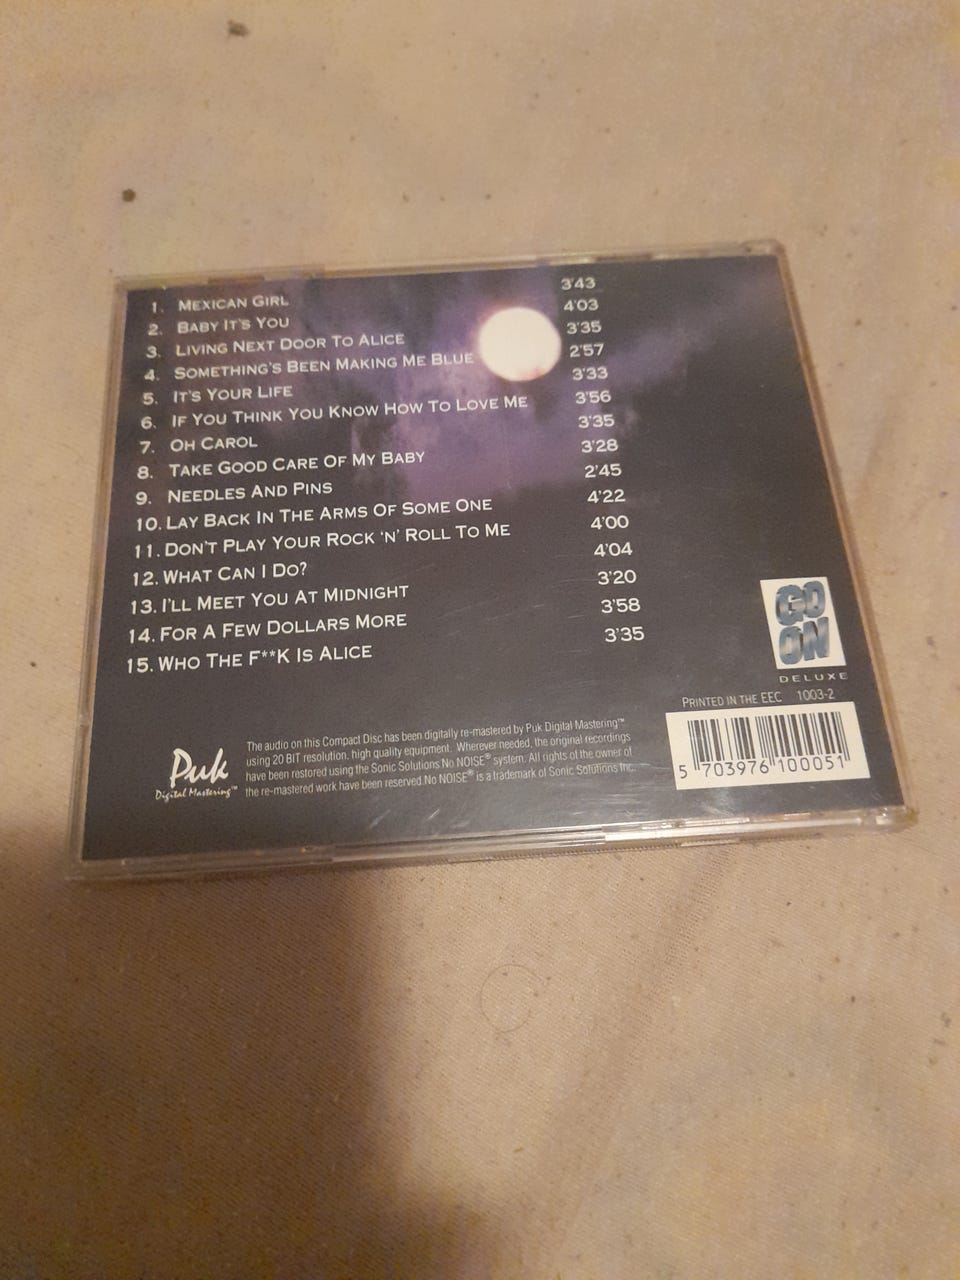 1. MEXICAN GIRL 3'43
2. BABY IT'S YOU 4'03
3. LIVING NEXT DOOR TO ALICE 3'35
4. SOMETHING'S BEEN MAKING ME BLUE 2'57
5. IT'S YOUR LIFE 3'33
6. IF YOU THINK YOU KNOW HOW TO LOVE ME 3'56
7. OH CAROL 3'35
8. TAKE GOOD CARE OF MY BABY 3'28
9. NEEDLES AND PINS 2'45
10. LAY BACK IN THE ARMS OF SOME ONE 4'22
11. DON'T PLAY YOUR ROCK 'N' ROLL TO ME 4'00
12. WHAT CAN I DO? 4'04
13. I'LL MEET YOU AT MIDNIGHT 3'20
14. FOR A FEW DOLLARS MORE 3'58
15. WHO THE F**K IS ALICE 3'35
GO
ON
DELUXE
PRINTED IN THE EEC 1003-2
5 703976 100051
Puk
Digital Mastering™
The audio on this Compact Disc has been digitally re-mastered by Puk Digital Mastering™
using 20 BIT resolution, high quality equipment. Wherever needed, the original recordings
have been restored using the Sonic Solutions No NOISE® system. All rights of the owner of
the re-mastered work have been reserved.No NOISE® is a trademark of Sonic Solutions Inc.